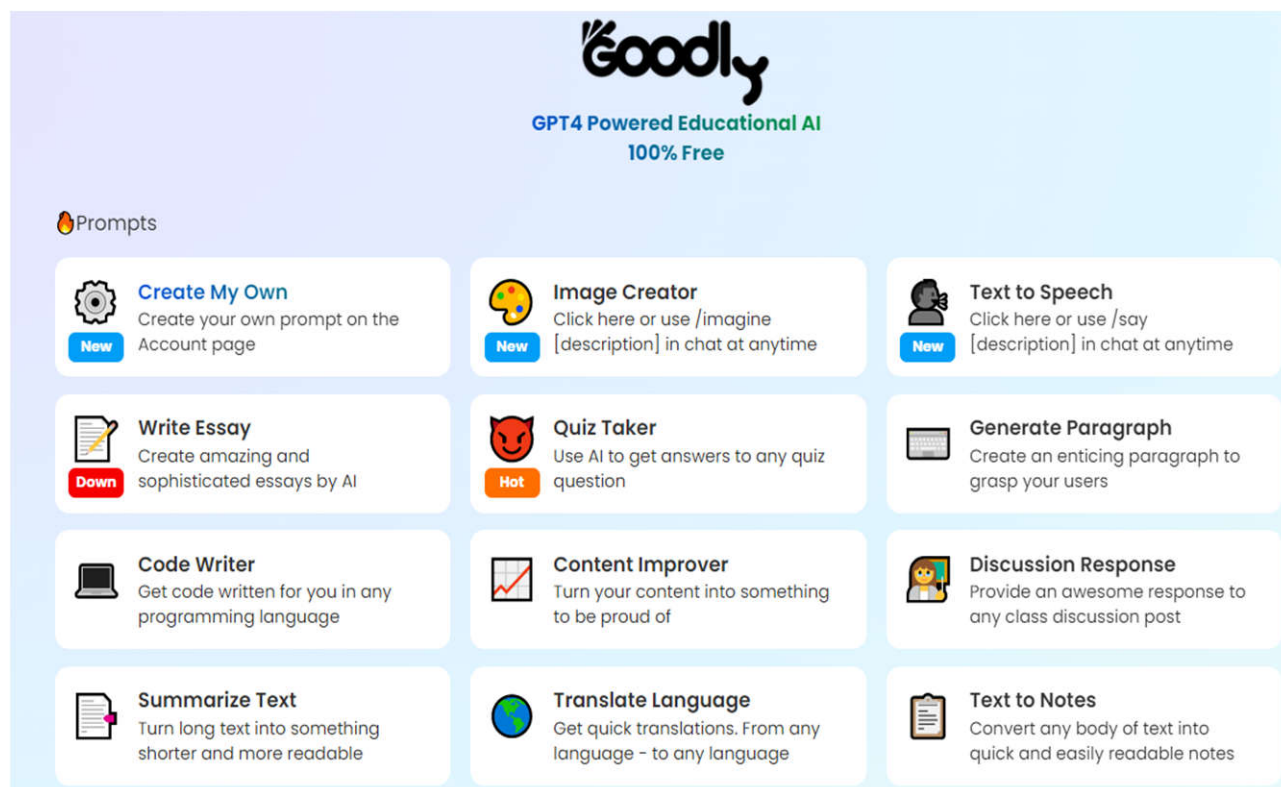 Goodly
GPT4 Powered Educational AI
100% Free
Prompts
Create My Own
Create your own prompt on the
Account page
New
Image Creator
Click here or use /imagine
[description] in chat at anytime
New
Text to Speech
Click here or use /say
[description] in chat at anytime
New
Write Essay
Create amazing and
sophisticated essays by AI
Down
Quiz Taker
Use AI to get answers to any quiz
question
Hot
Generate Paragraph
Create an enticing paragraph to
grasp your users
Code Writer
Get code written for you in any
programming language
Content Improver
Turn your content into something
to be proud of
Discussion Response
Provide an awesome response to
any class discussion post
Summarize Text
Turn long text into something
shorter and more readable
Translate Language
Get quick translations. From any
language - to any language
Text to Notes
Convert any body of text into
quick and easily readable notes